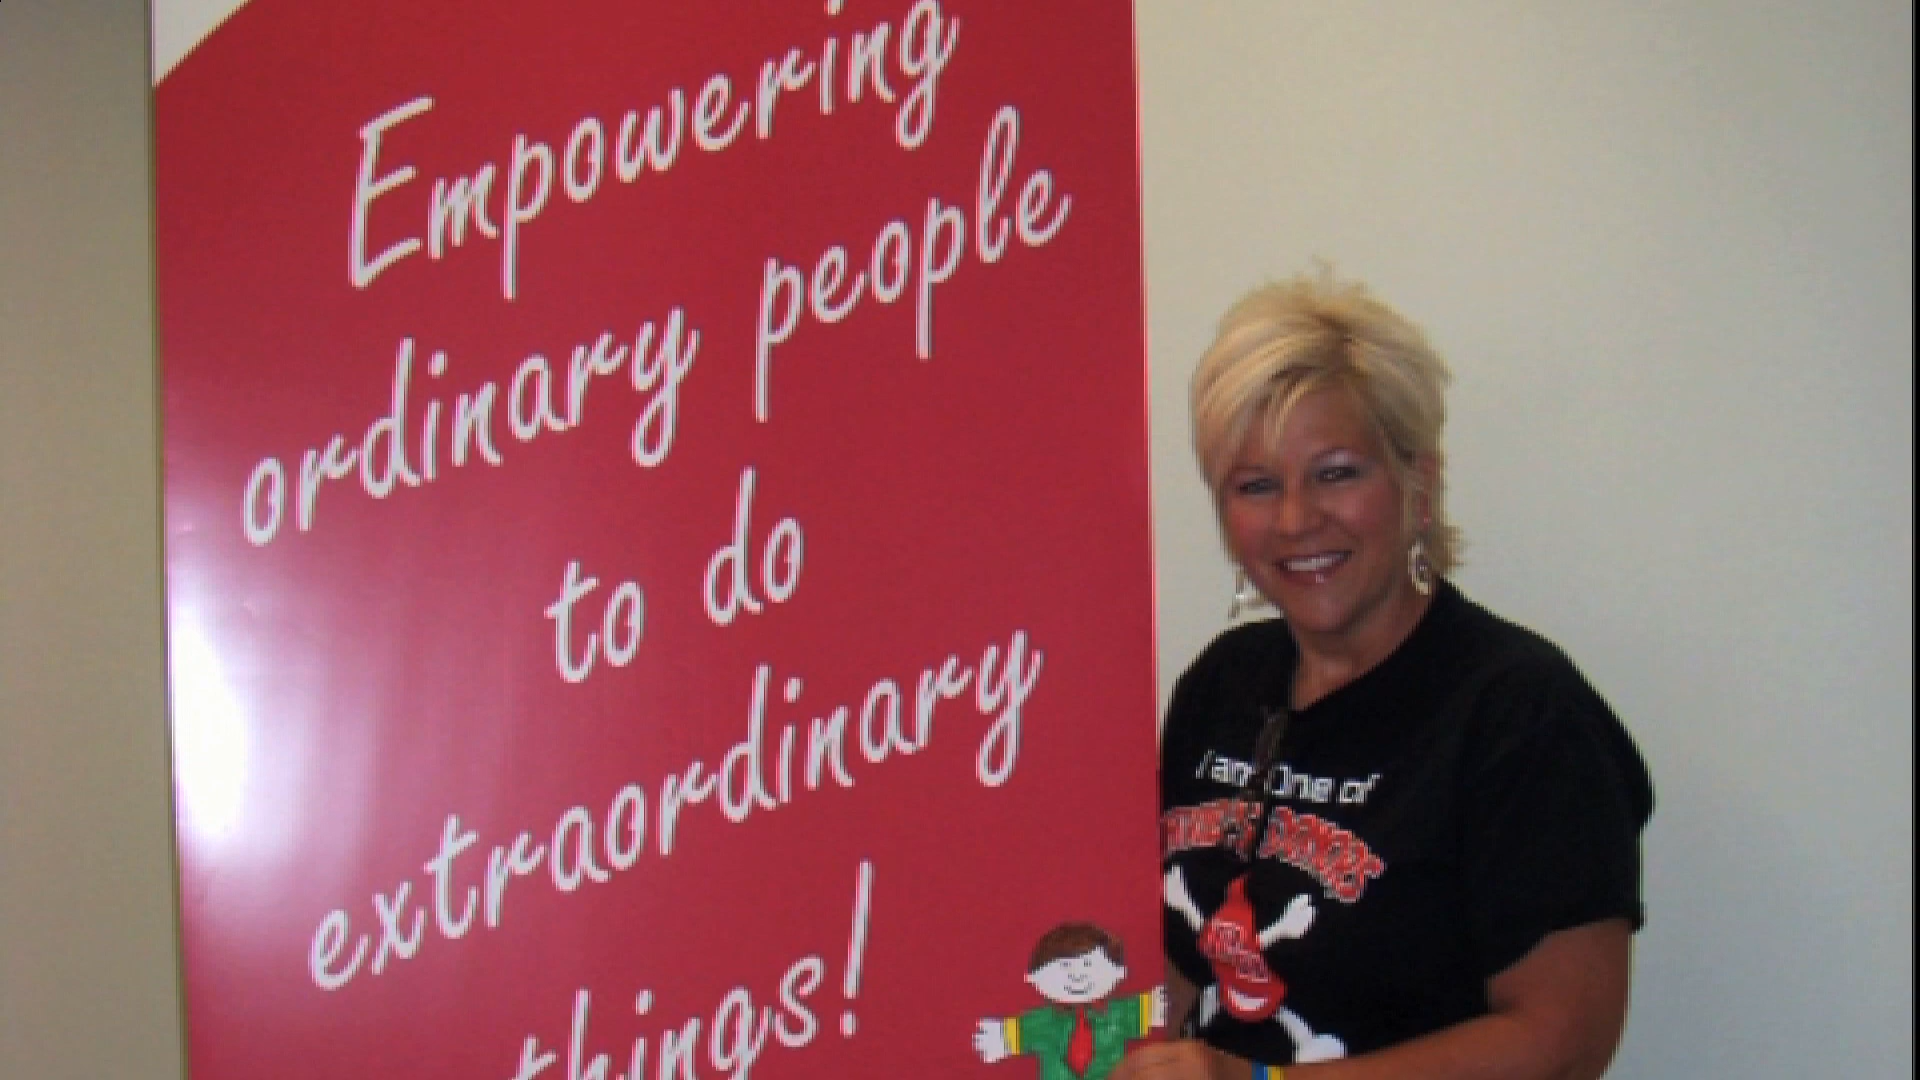 Empowering
ordinary people
to do
extraordinary
things!
I am One of